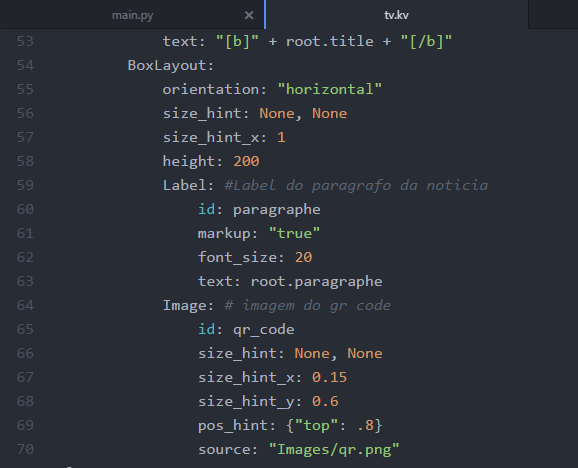 main.py × tv.kv
53 text: "[b]" + root.title + "[/b]"
54 BoxLayout:
55 orientation: "horizontal"
56 size_hint: None, None
57 size_hint_x: 1
58 height: 200
59 Label: #Label do paragrafo da noticia
60 id: paragraphe
61 markup: "true"
62 font_size: 20
63 text: root.paragraphe
64 Image: # imagem do gr code
65 id: qr_code
66 size_hint: None, None
67 size_hint_x: 0.15
68 size_hint_y: 0.6
69 pos_hint: {"top": .8}
70 source: "Images/qr.png"